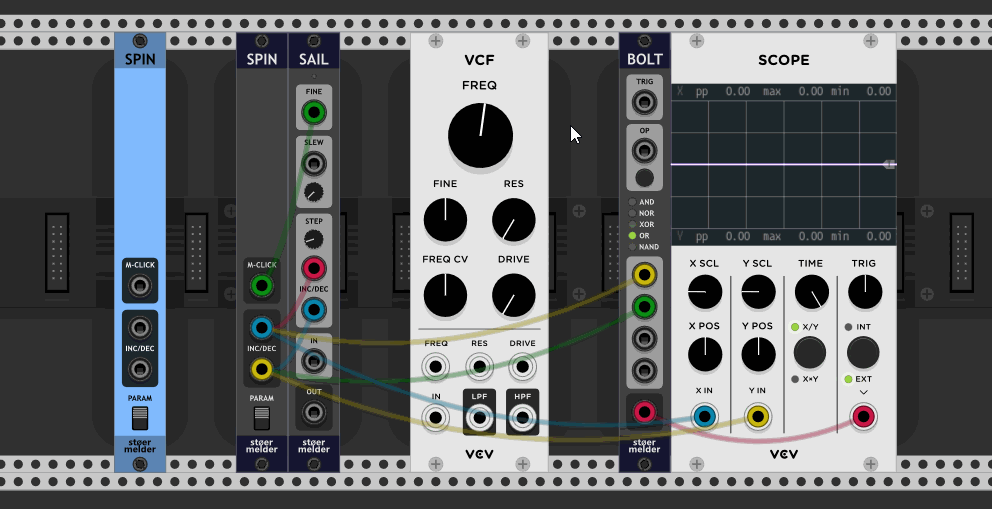 SPIN
M-CLICK
INC/DEC
PARAM
støer
melder
SPIN
M-CLICK
INC/DEC
PARAM
støer
melder
SAIL
FINE
SLEW
STEP
INC/DEC
IN
OUT
støer
melder
VCF
FREQ
FINE RES
FREQ CV DRIVE
FREQ RES DRIVE
IN LPF HPF
VCV
BOLT
TRIG
OP
AND
NOR
XOR
OR
NAND
støer
melder
SCOPE
X pp 0.00 max 0.00 min 0.00
Y pp 0.00 max 0.00 min 0.00
X SCL Y SCL TIME TRIG
X/Y INT
X POS Y POS
X×Y EXT
X IN Y IN
VCV